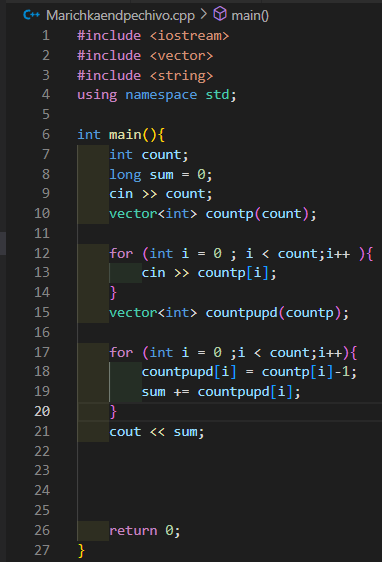 C++ Marichkaendpechivo.cpp > main()
1 #include <iostream>
2 #include <vector>
3 #include <string>
4 using namespace std;
5
6 int main(){
7 int count;
8 long sum = 0;
9 cin >> count;
10 vector<int> countp(count);
11
12 for (int i = 0 ; i < count;i++ ){
13 cin >> countp[i];
14 }
15 vector<int> countpupd(countp);
16
17 for (int i = 0 ;i < count;i++){
18 countpupd[i] = countp[i]-1;
19 sum += countpupd[i];
20 }
21 cout << sum;
22
23
24
25
26 return 0;
27 }